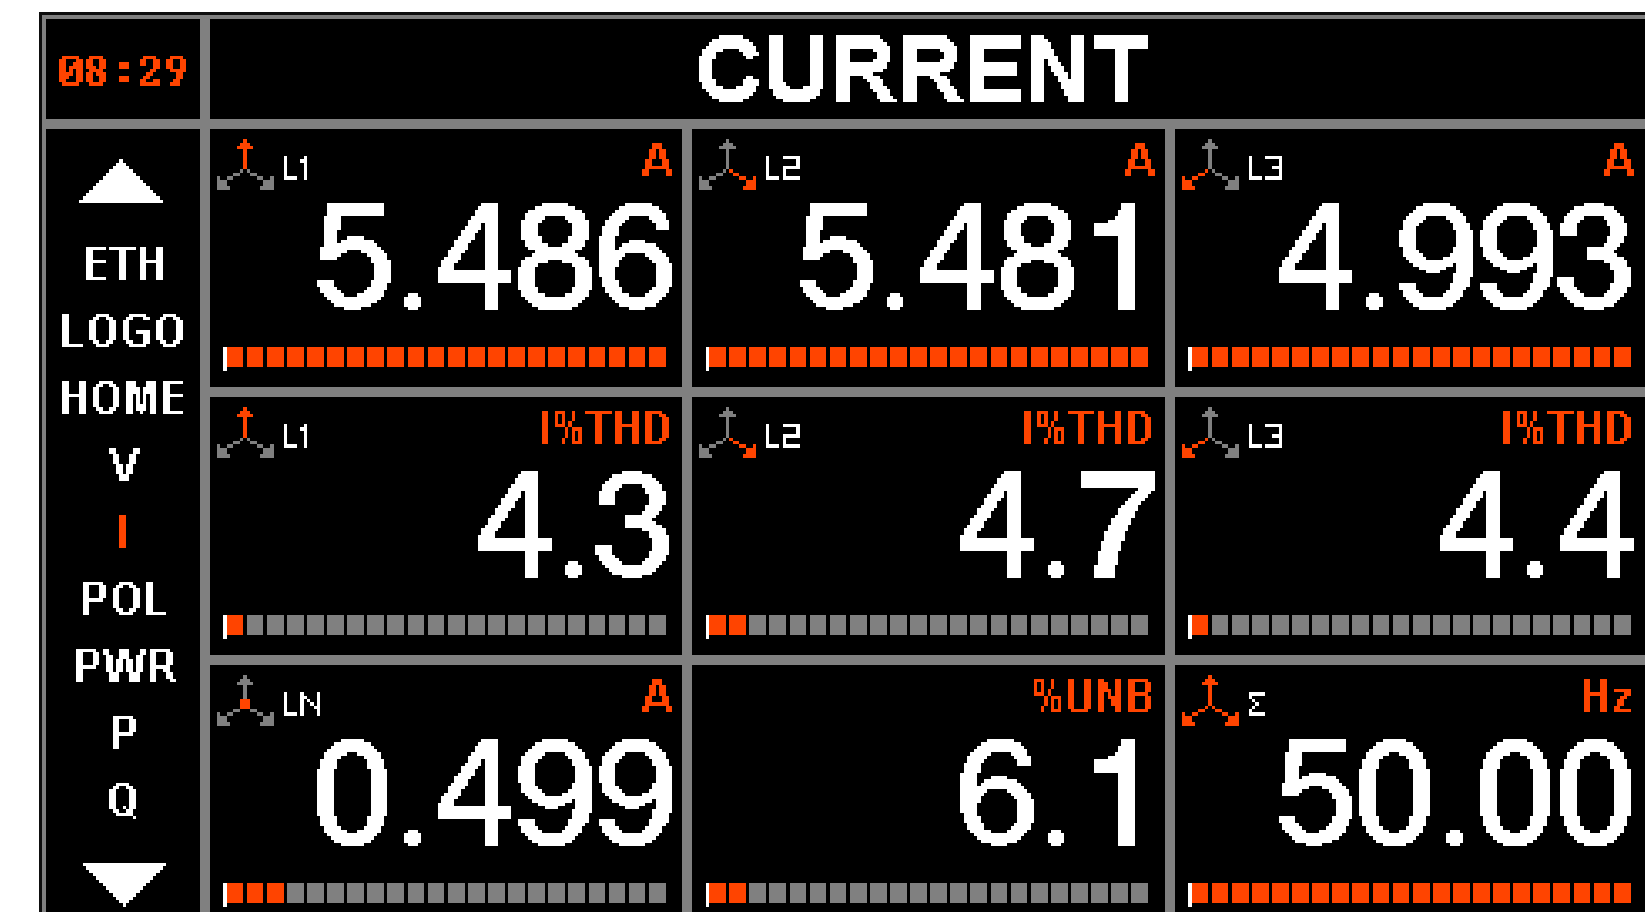 08:29
CURRENT
ETH
LOGO
HOME
V
I
POL
PWR
P
Q
L1 A
5.486
L2 A
5.481
L3 A
4.993
L1 I%THD
4.3
L2 I%THD
4.7
L3 I%THD
4.4
LN A
0.499
%UNB
6.1
Σ Hz
50.00